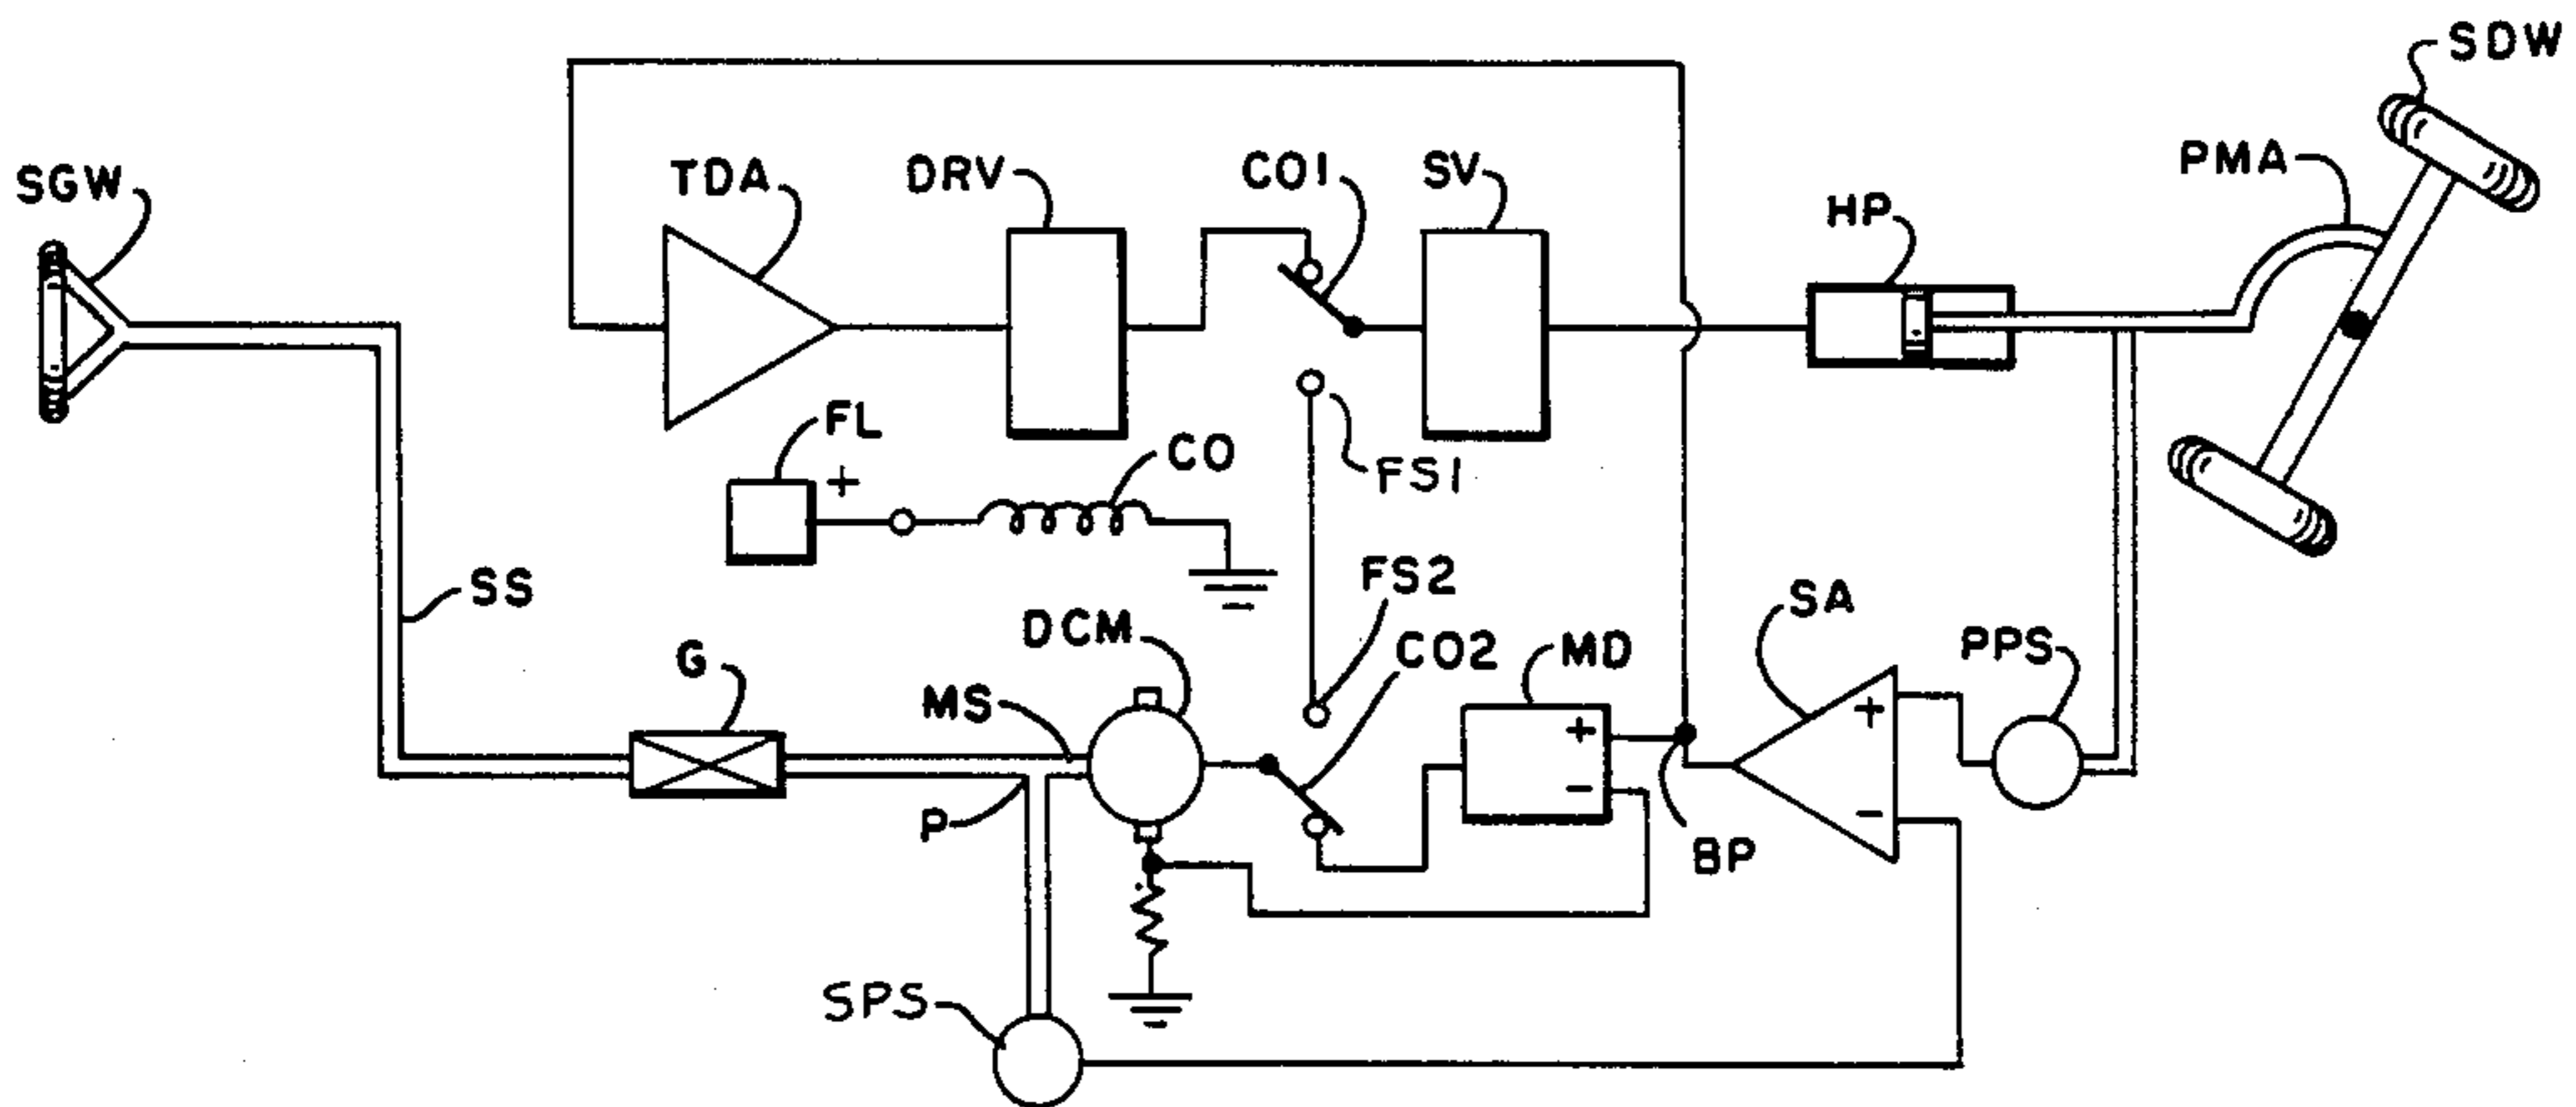 SDW
PMA
SGW
TDA
DRV
CO1
SV
HP
FL
+
CO
FS1
SS
FS2
SA
DCM
CO2
MD
PPS
G
MS
+
+
-
-
P
BP
SPS